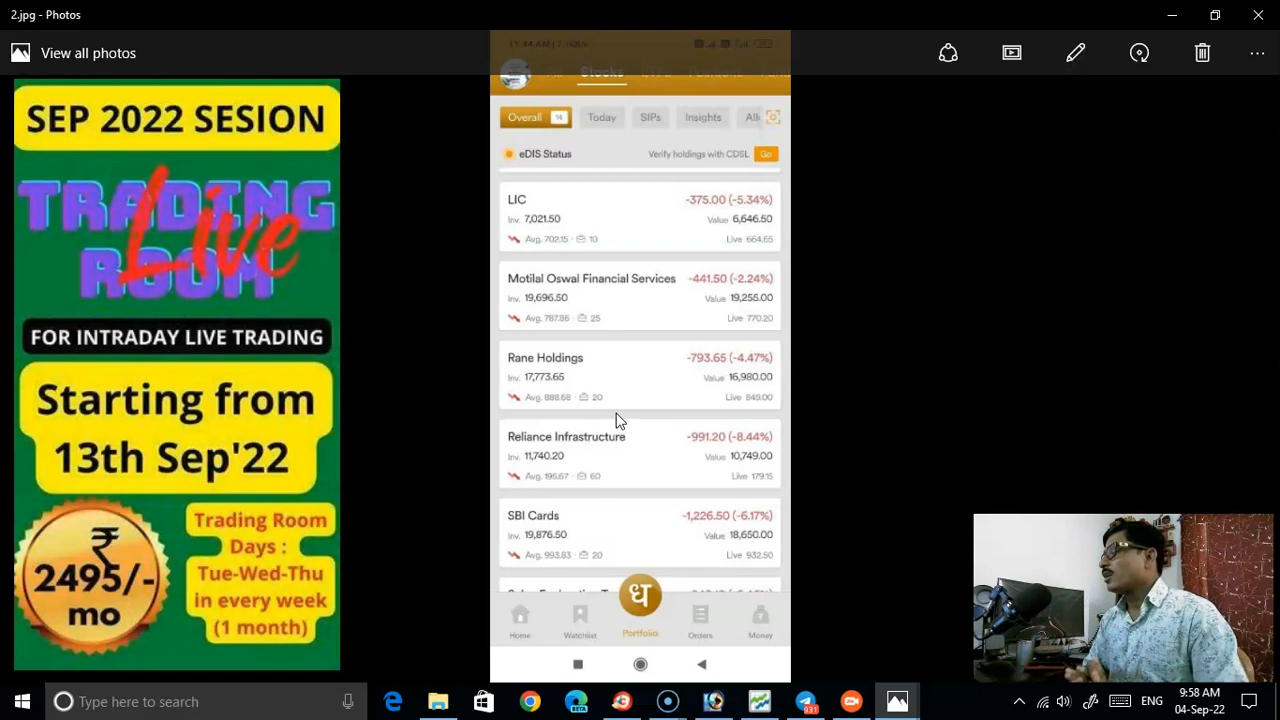 2.jpg - Photos
View all photos
SEP 2022 SESION
TRADING
Live
ROOM
FOR INTRADAY LIVE TRADING
Starting from
13th Sep'22
₹
2495/-
mo
Trading Room
Days :
Tue-Wed-Thu
in every week
(1 month)
11:44 AM
Stocks
Overall 14 Today SIPs Insights
eDIS Status Verify holdings with CDSL Go
LIC -375.00 (-5.34%)
Inv. 7,021.50 Value 6,646.50
Avg. 702.15 · 10 Live 664.65
Motilal Oswal Financial Services -441.50 (-2.24%)
Inv. 19,696.50 Value 19,255.00
Avg. 787.86 · 25 Live 770.20
Rane Holdings -793.65 (-4.47%)
Inv. 17,773.65 Value 16,980.00
Avg. 888.68 · 20 Live 849.00
Reliance Infrastructure -991.20 (-8.44%)
Inv. 11,740.20 Value 10,749.00
Avg. 195.67 · 60 Live 179.15
SBI Cards -1,226.50 (-6.17%)
Inv. 19,876.50 Value 18,650.00
Avg. 993.83 · 20 Live 932.50
ध
Home Watchlist Portfolio Orders Money
Type here to search
BETA
931
ENG
9:58 AM
04-Sep-22